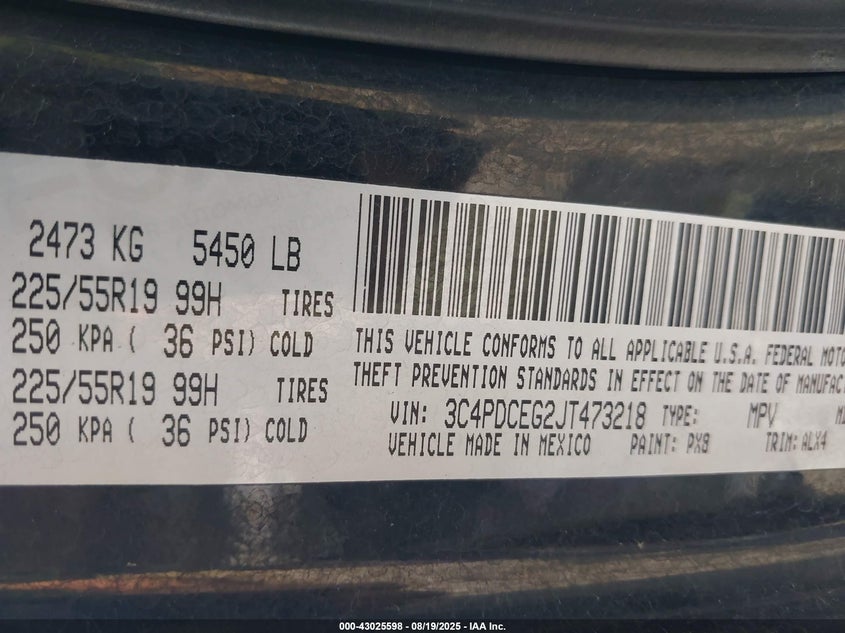 2473 KG 5450 LB
225/55R19 99H TIRES
250 KPA ( 36 PSI) COLD
225/55R19 99H TIRES
250 KPA ( 36 PSI) COLD
THIS VEHICLE CONFORMS TO ALL APPLICABLE U.S.A. FEDERAL MOTO
THEFT PREVENTION STANDARDS IN EFFECT ON THE DATE OF MANUFAC
VIN: 3C4PDCEG2JT473218 TYPE: MPV
VEHICLE MADE IN MEXICO PAINT: PX8 TRIM: ALX4
000-43025598 - 08/19/2025 - IAA Inc.